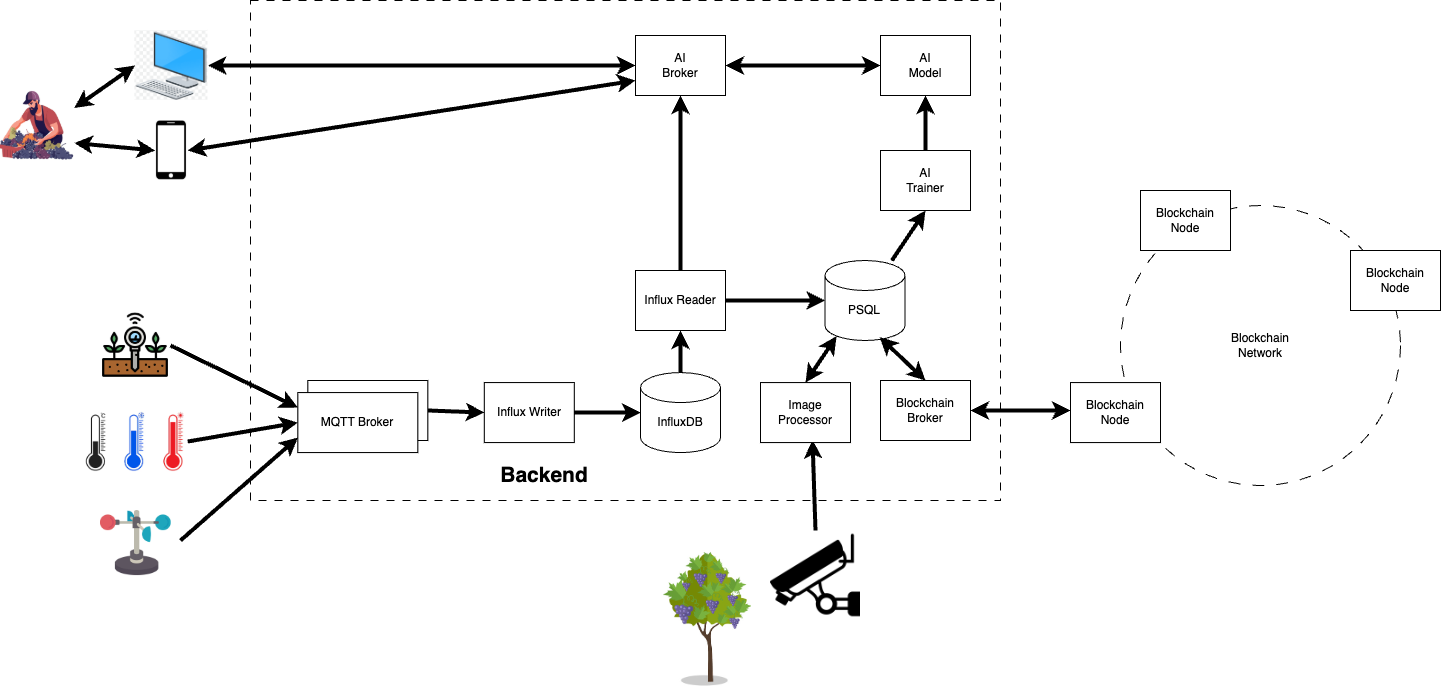 AI
Broker
AI
Model
AI
Trainer
Blockchain
Node
Blockchain
Node
Influx Reader
PSQL
Blockchain
Network
MQTT Broker
Influx Writer
InfluxDB
Image
Processor
Blockchain
Broker
Blockchain
Node
Backend